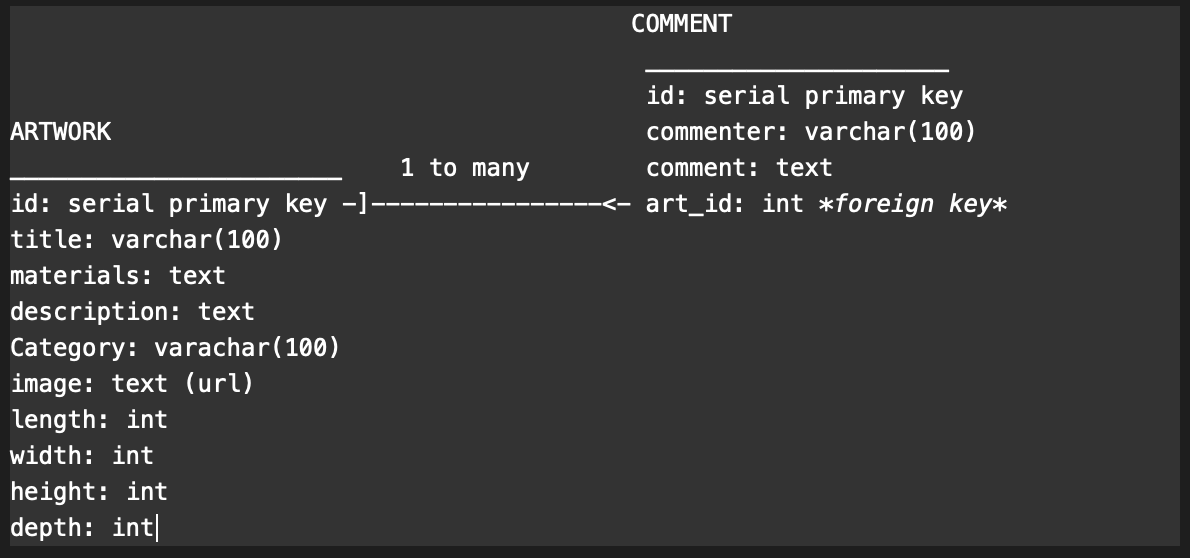 COMMENT
_____________________
id: serial primary key
ARTWORK
commenter: varchar(100)
_______________________    1 to many
comment: text
id: serial primary key -]----------------<- art_id: int *foreign key*
title: varchar(100)
materials: text
description: text
Category: varachar(100)
image: text (url)
length: int
width: int
height: int
depth: int